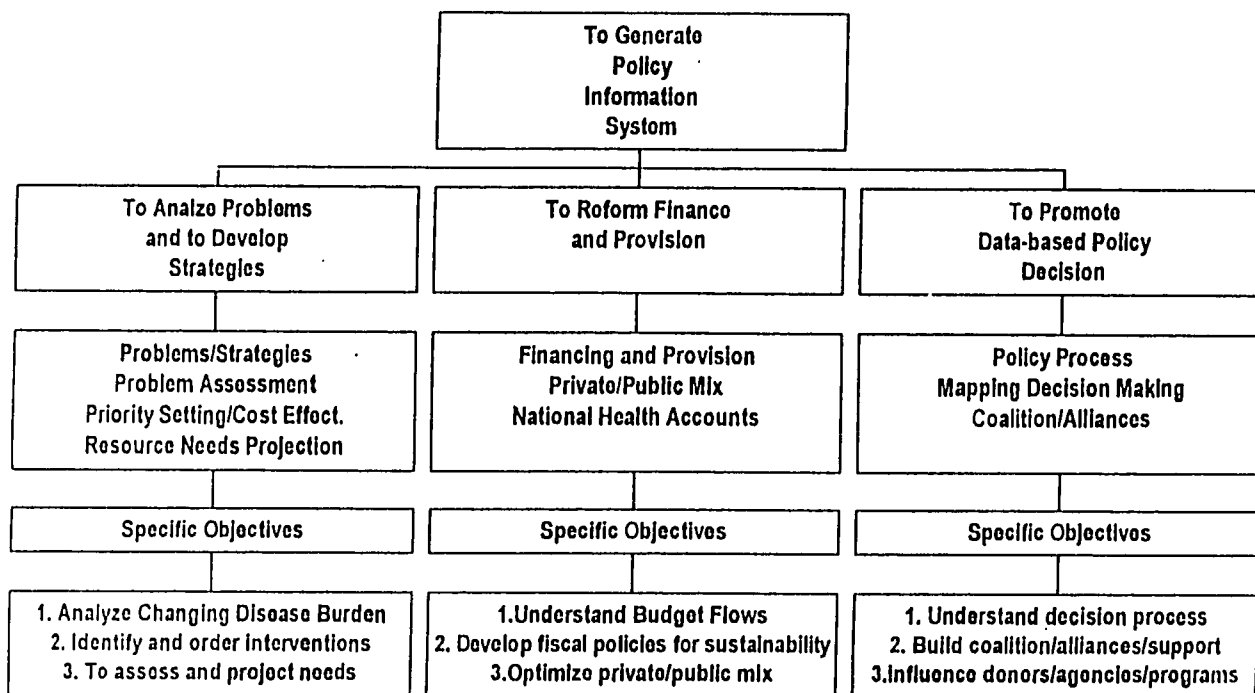 To Generate
Policy
Information
System
To Analze Problems
and to Develop
Strategies
To Reform Finance
and Provision
To Promote
Data-based Policy
Decision
Problems/Strategies
Problem Assessment
Priority Setting/Cost Effect.
Resource Needs Projection
Financing and Provision
Private/Public Mix
National Health Accounts
Policy Process
Mapping Decision Making
Coalition/Alliances
Specific Objectives
Specific Objectives
Specific Objectives
1. Analyze Changing Disease Burden
2. Identify and order interventions
3. To assess and project needs
1.Understand Budget Flows
2. Develop fiscal policies for sustainability
3.Optimize private/public mix
1. Understand decision process
2. Build coalition/alliances/support
3.Influence donors/agencies/programs